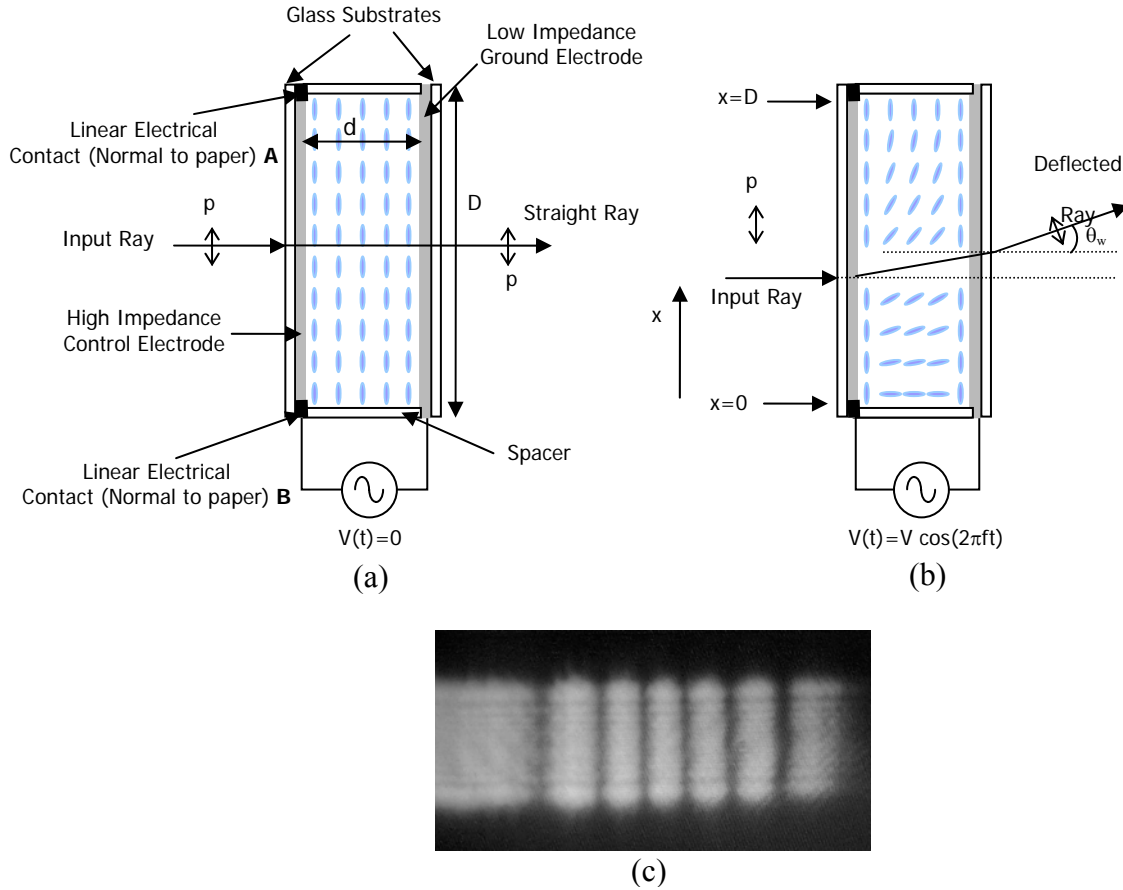 Glass Substrates
Low Impedance
Ground Electrode
Linear Electrical
Contact (Normal to paper) A
d
D
p
Input Ray
Straight Ray
p
High Impedance
Control Electrode
Spacer
Linear Electrical
Contact (Normal to paper) B
V(t)=0
(a)
x=D
Deflected
Ray
p
θw
Input Ray
x
x=0
V(t)=V cos(2πft)
(b)
(c)